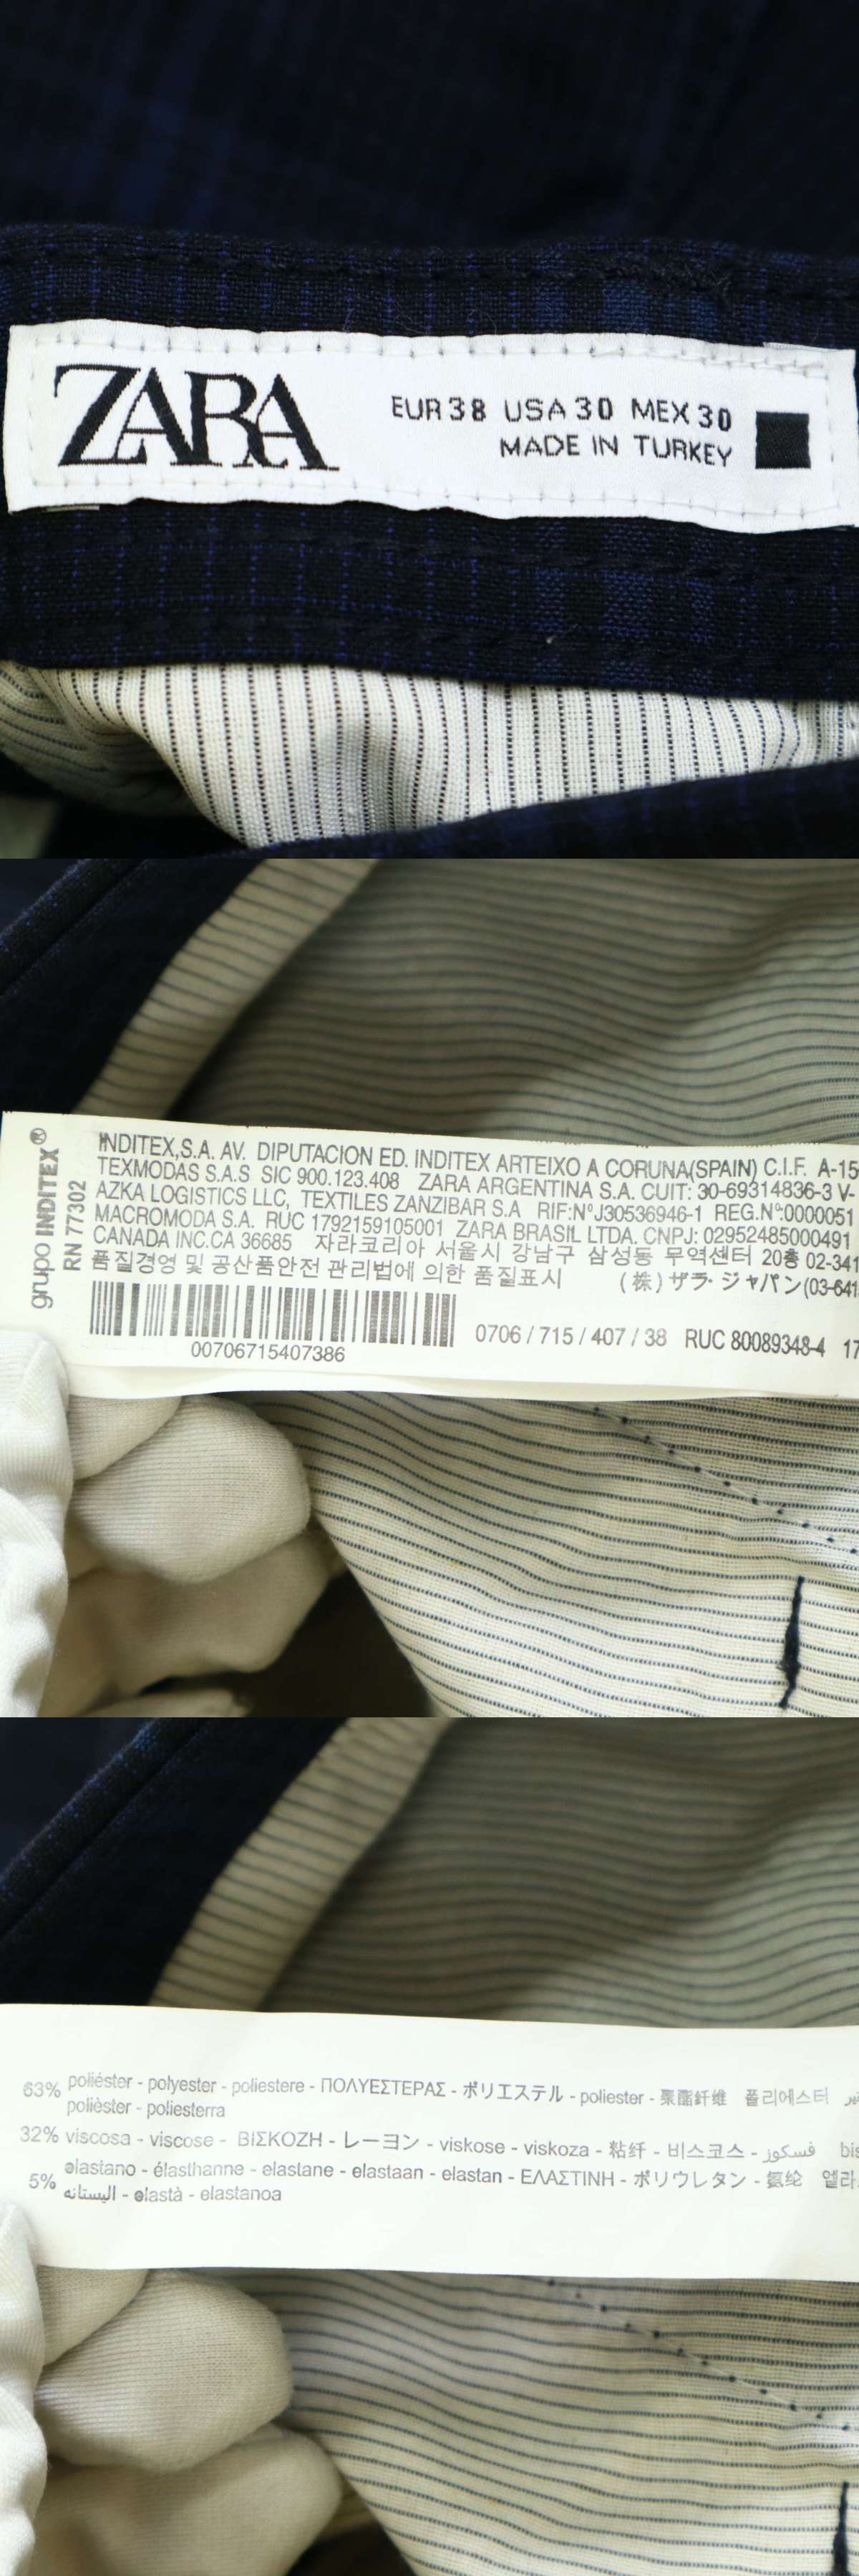 ZARA
EUR 38 USA 30 MEX 30
MADE IN TURKEY
grupo INDITEX®
RN 77302
INDITEX,S.A. AV. DIPUTACION ED. INDITEX ARTEIXO A CORUNA(SPAIN) C.I.F. A-15
TEXMODAS S.A.S SIC 900.123.408 ZARA ARGENTINA S.A. CUIT: 30-69314836-3 V-
AZKA LOGISTICS LLC, TEXTILES ZANZIBAR S.A RIF:NºJ30536946-1 REG.Nº:0000051
MACROMODA S.A. RUC 1792159105001 ZARA BRASIL LTDA. CNPJ: 02952485000491
CANADA INC.CA 36685 자라코리아 서울시 강남구 삼성동 무역센터 20층 02-341
품질경영 및 공산품안전 관리법에 의한 품질표시 (株)ザラ・ジャパン(03-641
00706715407386
0706 / 715 / 407 / 38 RUC 80089348-4 17
63% poliéster - polyester - poliestere - ΠΟΛΥΕΣΤΕΡΑΣ - ポリエステル - poliester - 聚酯纤维 폴리에스터
polièster - poliesterra
32% viscosa - viscose - ΒΙΣΚΟΖΗ - レーヨン - viskose - viskoza - 粘纤 - 비스코스 - فسكوز bis
5% elastano - élasthanne - elastane - elastaan - elastan - ΕΛΑΣΤΙΝΗ - ポリウレタン - 氨纶 엘라
اليستانه - elastà - elastanoa